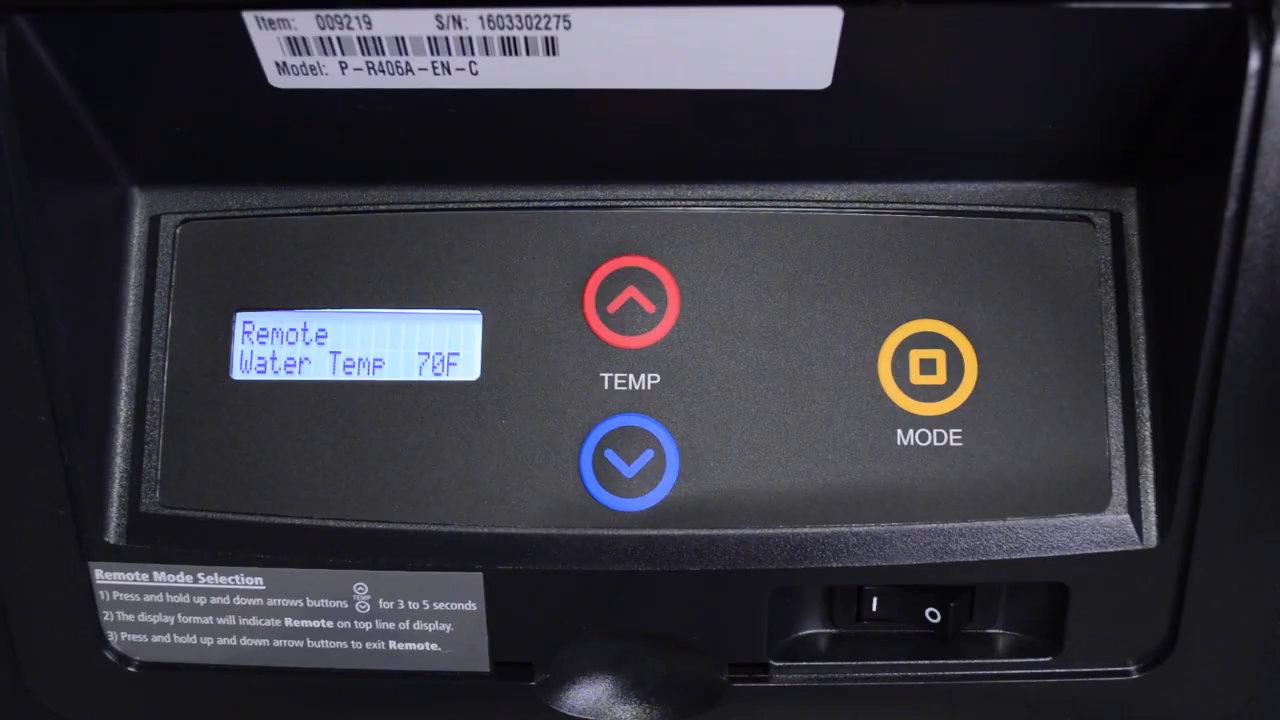 Item: 009219 S/N: 1603302275
Model: P-R406A-EN-C
Remote
Water Temp 70F
TEMP
MODE
Remote Mode Selection
1) Press and hold up and down arrows buttons TEMP for 3 to 5 seconds
2) The display format will indicate Remote on top line of display.
3) Press and hold up and down arrow buttons to exit Remote.
I O